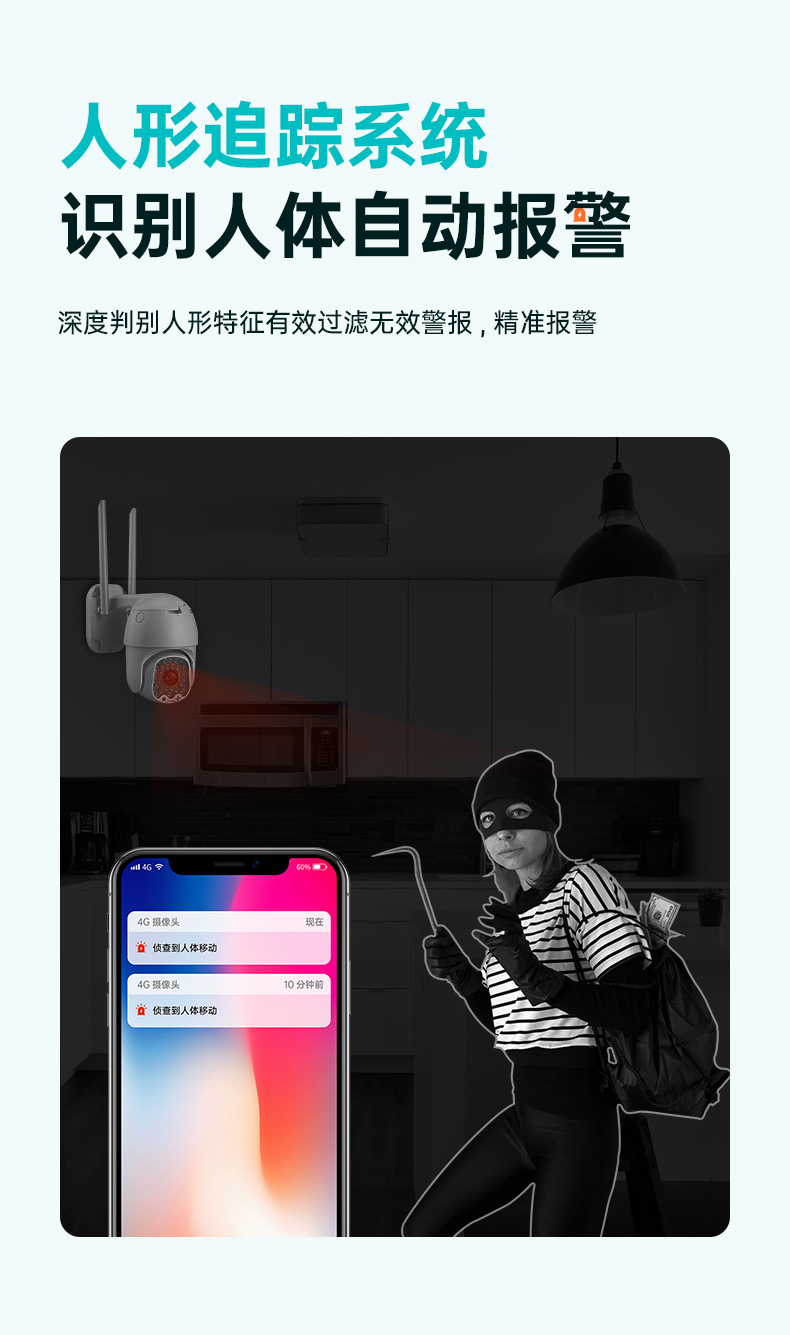 人形追踪系统
识别人体自动报警
深度判别人形特征有效过滤无效警报，精准报警
4G
60%
4G 摄像头
现在
侦查到人体移动
4G 摄像头
10 分钟前
侦查到人体移动